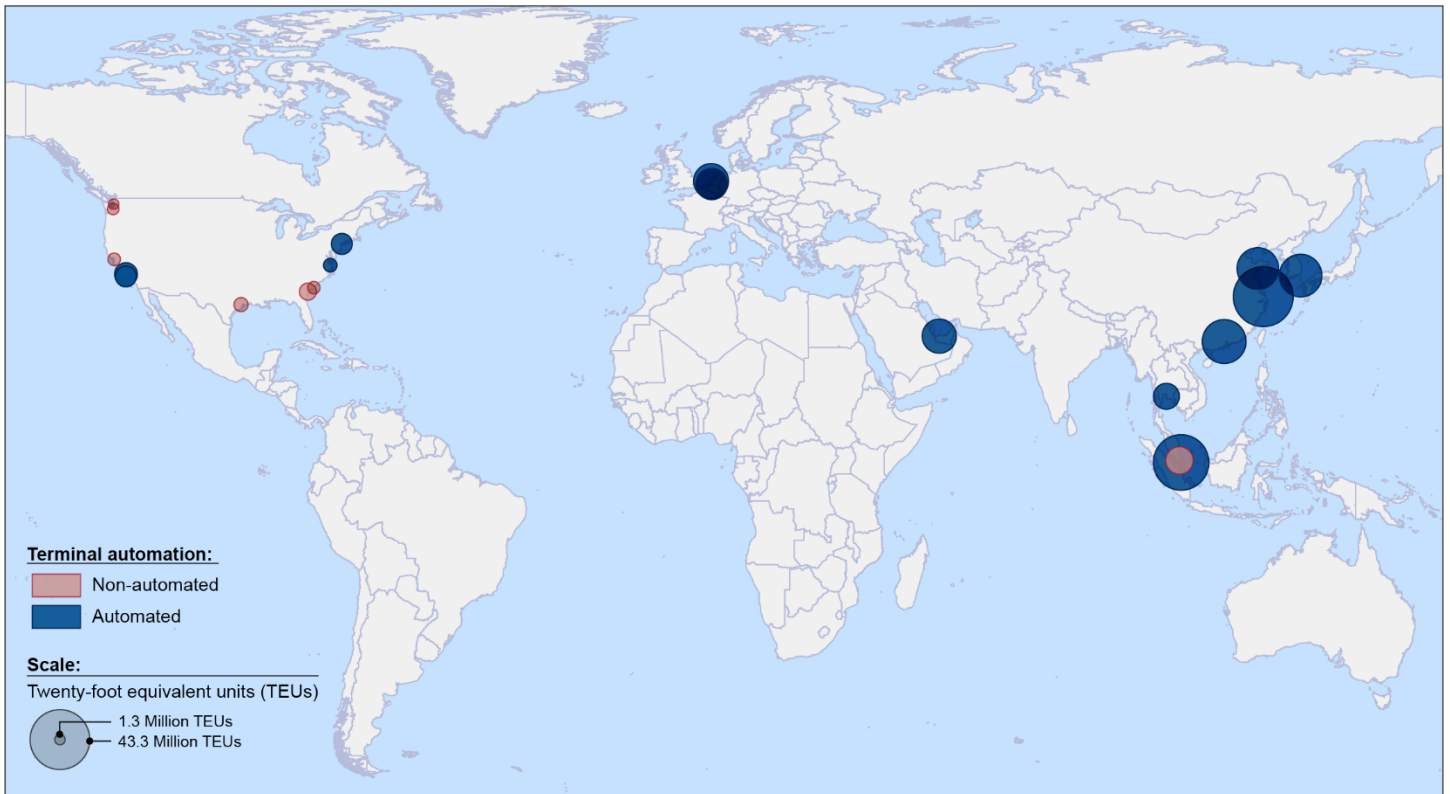 Terminal automation:
Non-automated
Automated
Scale:
Twenty-foot equivalent units (TEUs)
1.3 Million TEUs
43.3 Million TEUs